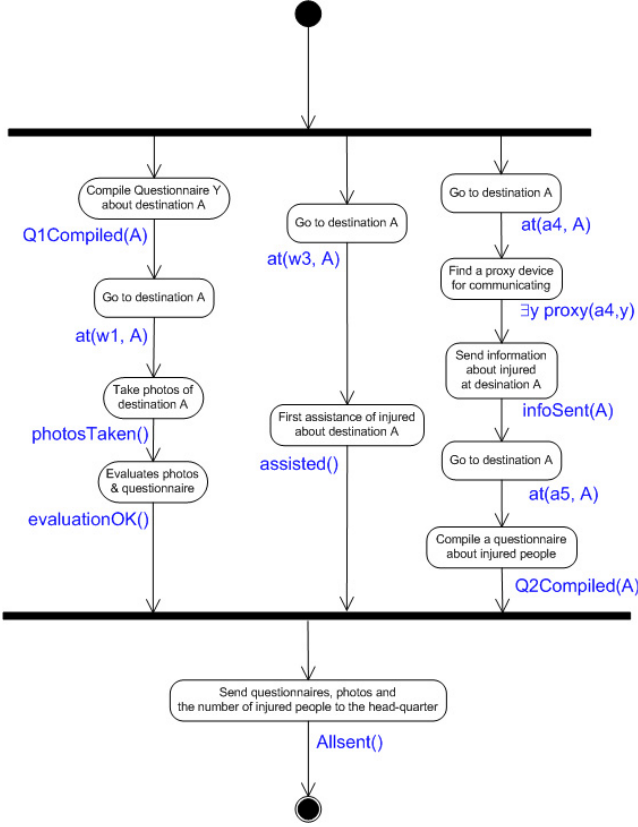 Compile Questionnaire Y
about destination A
Q1Compiled(A)
Go to destination A
at(w1, A)
Take photos of
destination A
photosTaken()
Evaluates photos
& questionnaire
evaluationOK()
Go to destination A
at(w3, A)
First assistance of injured
about destination A
assisted()
Go to destination A
at(a4, A)
Find a proxy device
for communicating
∃y proxy(a4,y)
Send information
about injured
at desination A
infoSent(A)
Go to destination A
at(a5, A)
Compile a questionnaire
about injured people
Q2Compiled(A)
Send questionnaires, photos and
the number of injured people to the head-quarter
Allsent()